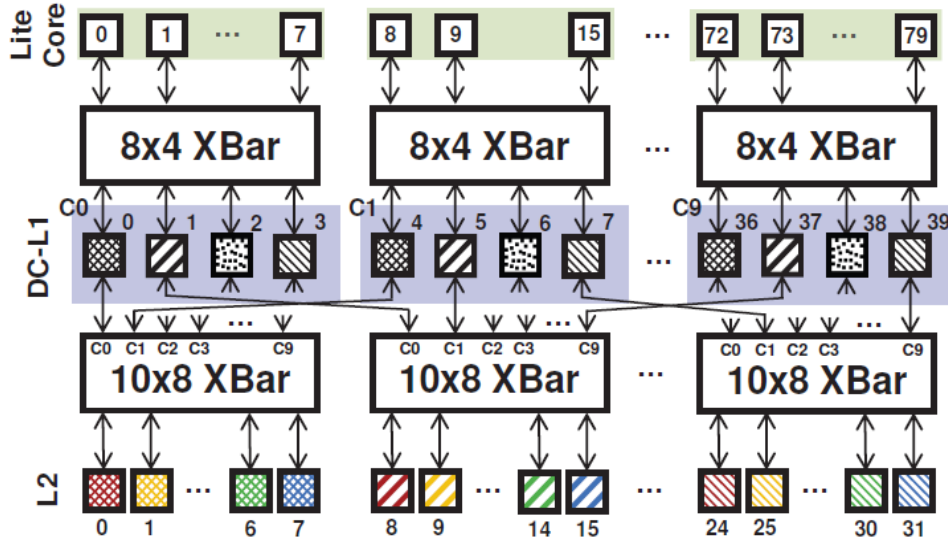 Lite Core
0 1 ... 7 8 9 15 ... 72 73 ... 79
8x4 XBar 8x4 XBar ... 8x4 XBar
C0 0 1 2 3 C1 4 5 6 7 C9 36 37 38 39
DC-L1
...
... ... ...
C0 C1 C2 C3 C9 C0 C1 C2 C3 C9 C0 C1 C2 C3 C9
10x8 XBar 10x8 XBar ... 10x8 XBar
L2
... ... ... ...
0 1 6 7 8 9 14 15 24 25 30 31